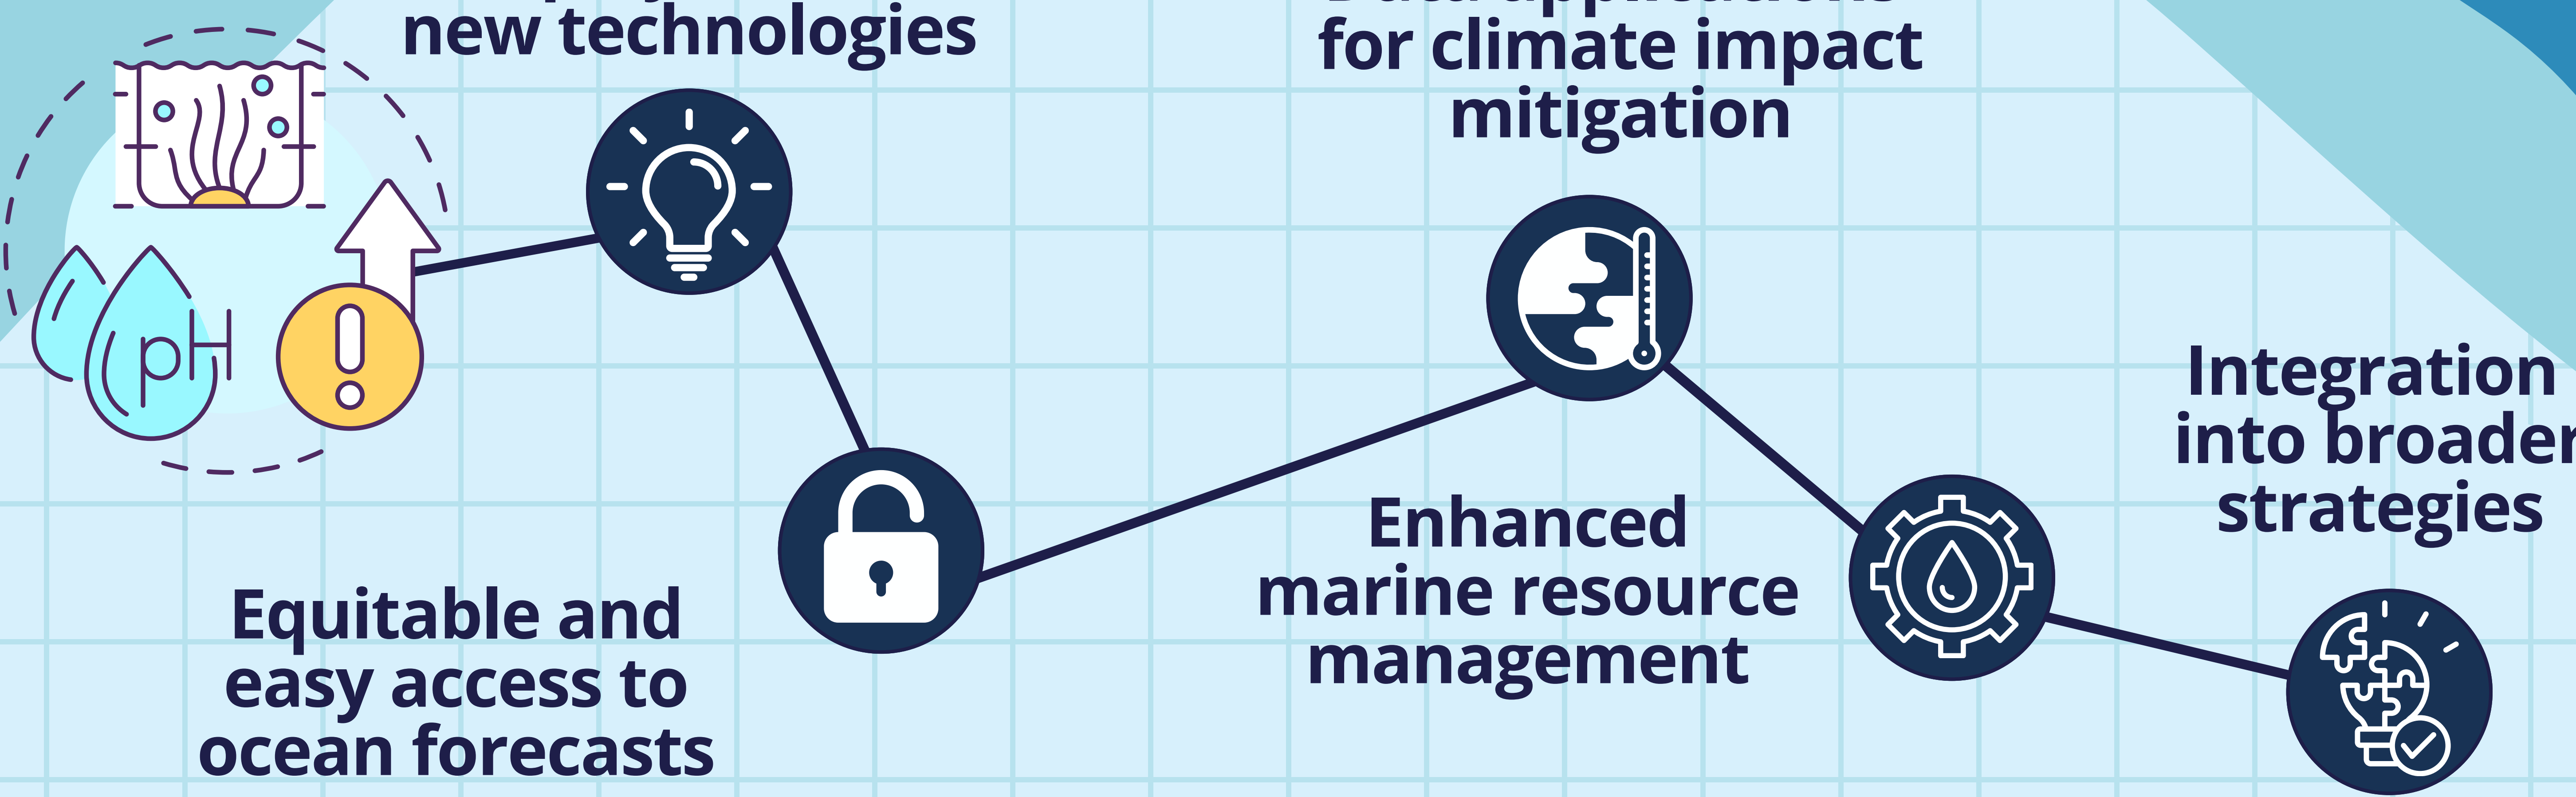 new technologies
for climate impact
mitigation
pH
Integration
into broader
strategies
Enhanced
marine resource
management
Equitable and
easy access to
ocean forecasts